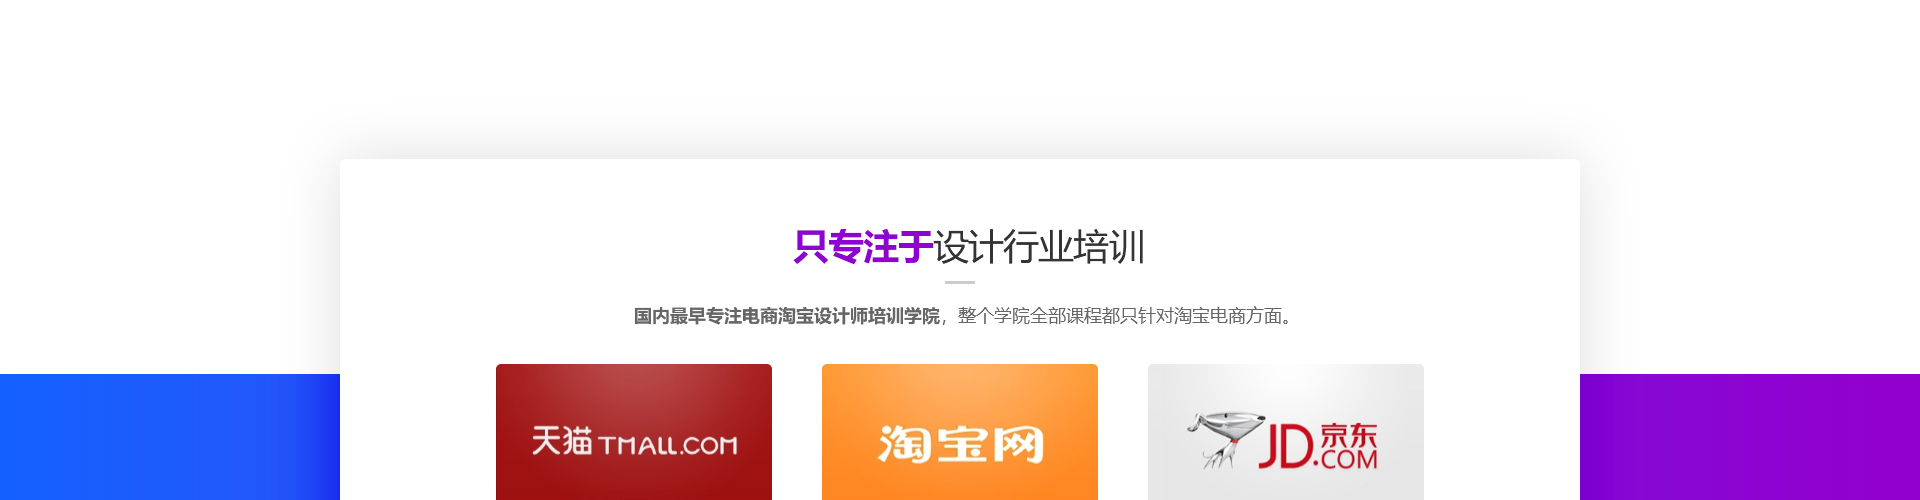 只专注于设计行业培训
国内最早专注电商淘宝设计师培训学院，整个学院全部课程都只针对淘宝电商方面。
天猫 TMALL.COM
淘宝网
JD.COM 京东